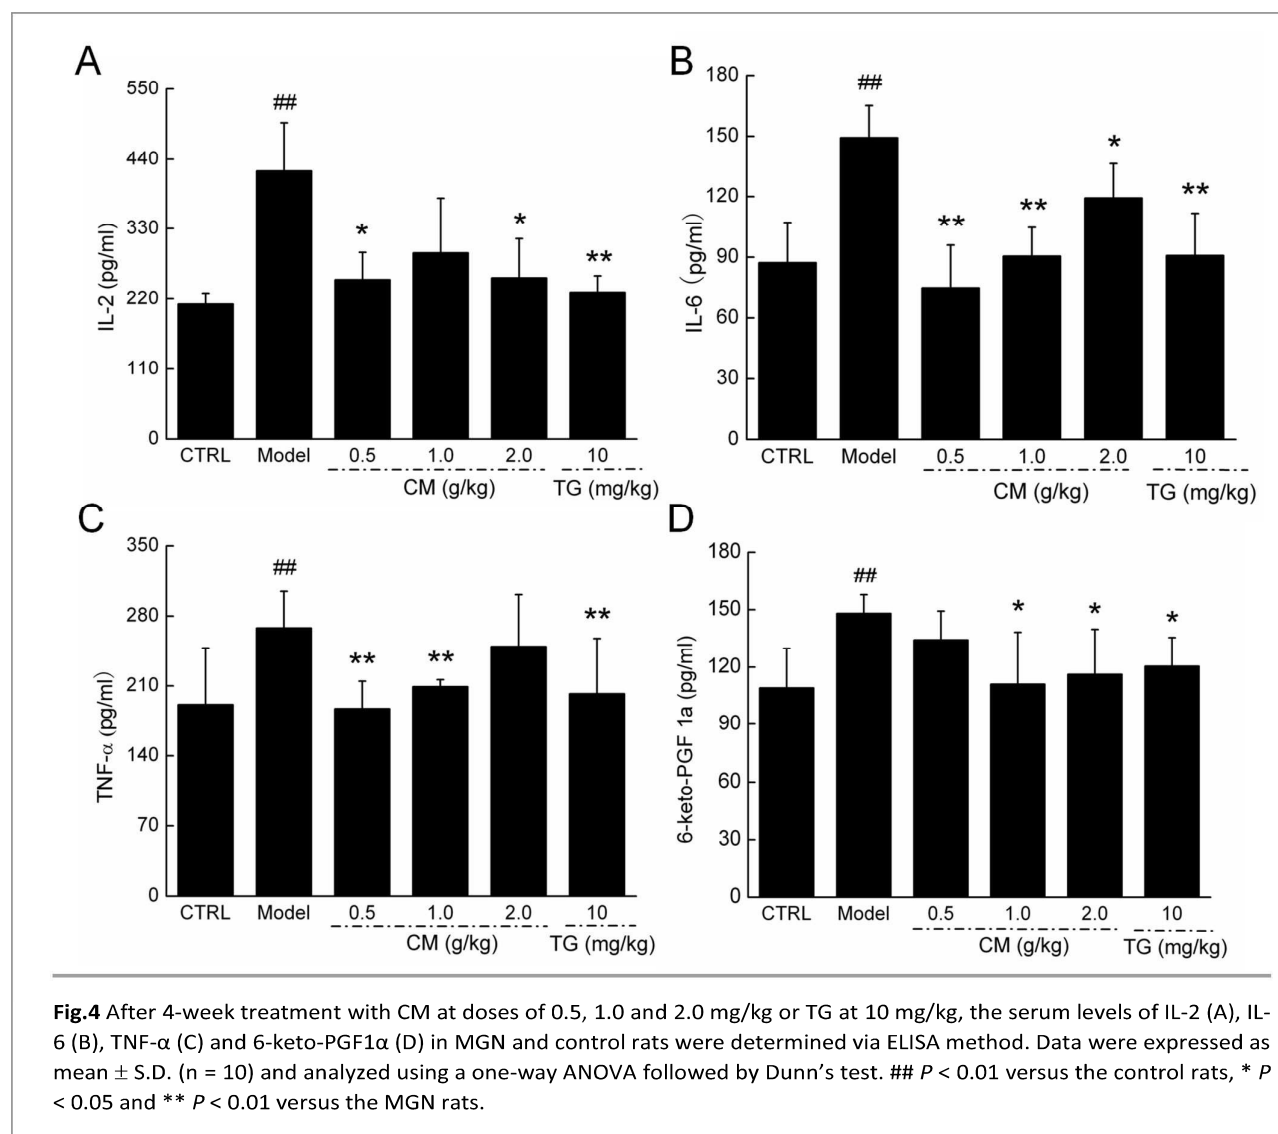 A
550
440
330
220
110
0
IL-2 (pg/ml)
##
*
*
**
CTRL Model 0.5 1.0 2.0 10
CM (g/kg) TG (mg/kg)
B
180
150
120
90
60
30
0
IL-6 (pg/ml)
##
**
**
*
**
CTRL Model 0.5 1.0 2.0 10
CM (g/kg) TG (mg/kg)
C
350
280
210
140
70
0
TNF-α (pg/ml)
##
**
**
**
CTRL Model 0.5 1.0 2.0 10
CM (g/kg) TG (mg/kg)
D
180
150
120
90
60
30
0
6-keto-PGF 1a (pg/ml)
##
*
*
*
CTRL Model 0.5 1.0 2.0 10
CM (g/kg) TG (mg/kg)
Fig.4 After 4-week treatment with CM at doses of 0.5, 1.0 and 2.0 mg/kg or TG at 10 mg/kg, the serum levels of IL-2 (A), IL-
6 (B), TNF-α (C) and 6-keto-PGF1α (D) in MGN and control rats were determined via ELISA method. Data were expressed as
mean ± S.D. (n = 10) and analyzed using a one-way ANOVA followed by Dunn’s test. ## P < 0.01 versus the control rats, * P
< 0.05 and ** P < 0.01 versus the MGN rats.